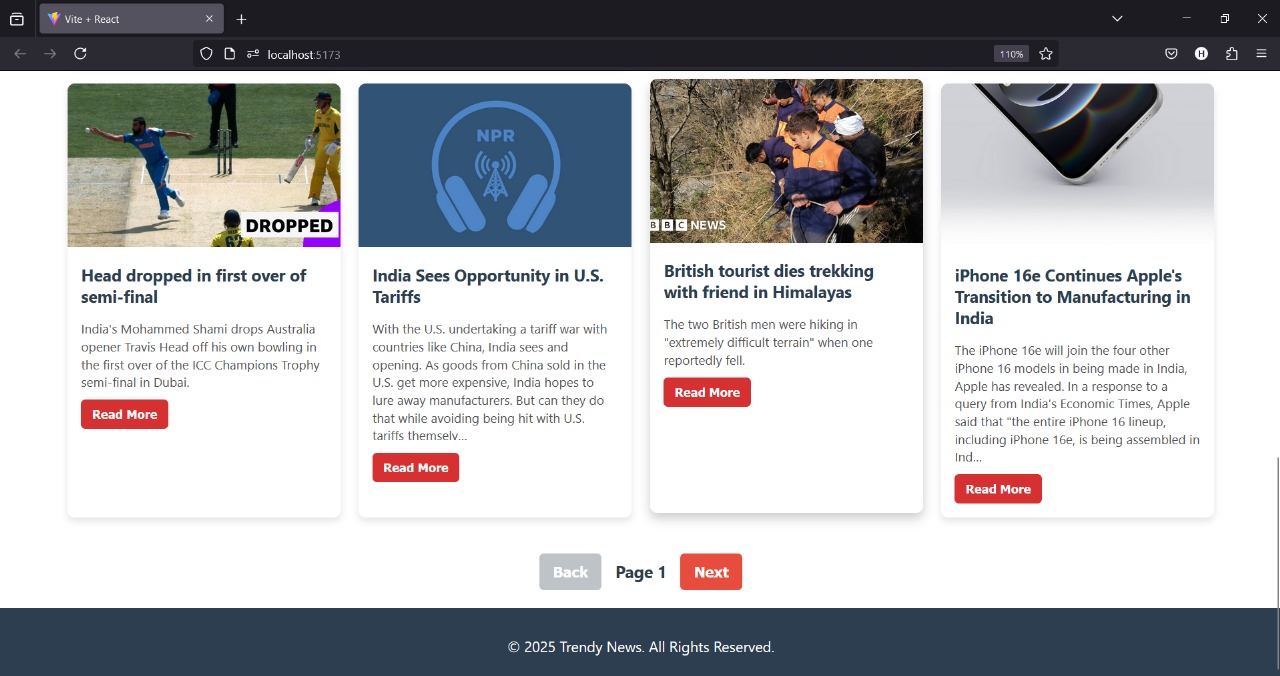 Vite + React
localhost:5173
110%
H
DROPPED
62
NPR
BBC NEWS
Head dropped in first over of
semi-final
India's Mohammed Shami drops Australia
opener Travis Head off his own bowling in
the first over of the ICC Champions Trophy
semi-final in Dubai.
Read More
India Sees Opportunity in U.S.
Tariffs
With the U.S. undertaking a tariff war with
countries like China, India sees and
opening. As goods from China sold in the
U.S. get more expensive, India hopes to
lure away manufacturers. But can they do
that while avoiding being hit with U.S.
tariffs themselv...
Read More
British tourist dies trekking
with friend in Himalayas
The two British men were hiking in
"extremely difficult terrain" when one
reportedly fell.
Read More
iPhone 16e Continues Apple's
Transition to Manufacturing in
India
The iPhone 16e will join the four other
iPhone 16 models in being made in India,
Apple has revealed. In a response to a
query from India's Economic Times, Apple
said that "the entire iPhone 16 lineup,
including iPhone 16e, is being assembled in
Ind...
Read More
Back
Page 1
Next
© 2025 Trendy News. All Rights Reserved.